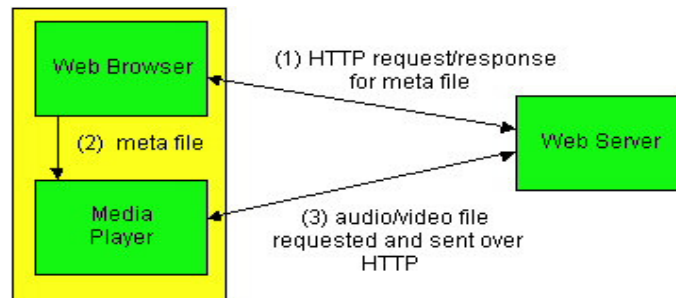 Web Browser
(1) HTTP request/response
for meta file
(2) meta file
Web Server
Media
Player
(3) audio/video file
requested and sent over
HTTP